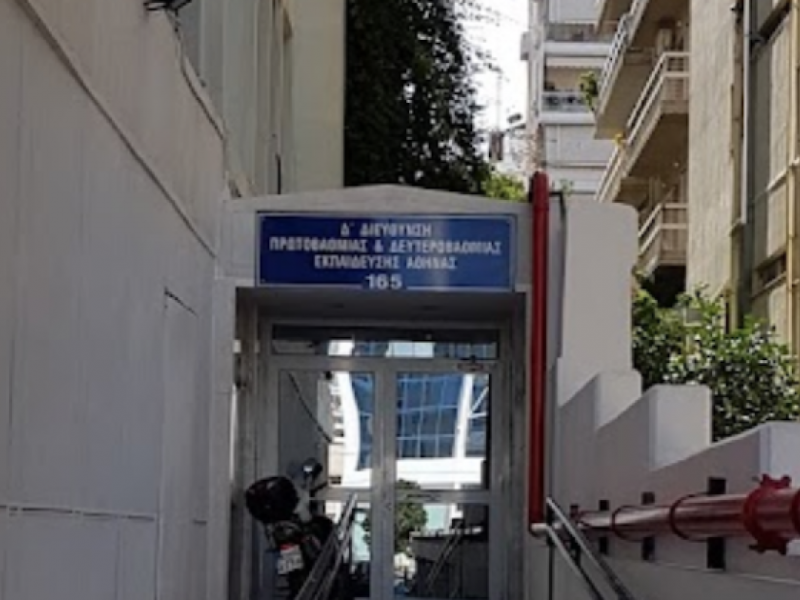 Δ' ΔΙΕΥΘΥΝΣΗ
ΠΡΩΤΟΒΑΘΜΙΑΣ & ΔΕΥΤΕΡΟΒΑΘΜΙΑΣ
ΕΚΠΑΙΔΕΥΣΗΣ ΑΘΗΝΑΣ
165